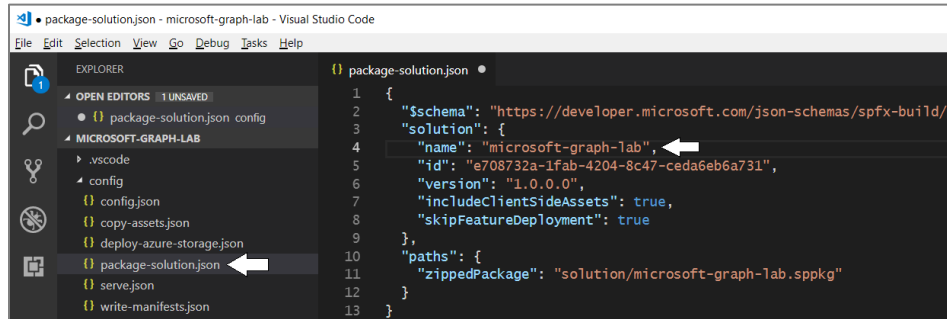 ● package-solution.json - microsoft-graph-lab - Visual Studio Code
File Edit Selection View Go Debug Tasks Help
1
EXPLORER
OPEN EDITORS 1 UNSAVED
● {} package-solution.json config
MICROSOFT-GRAPH-LAB
.vscode
config
{} config.json
{} copy-assets.json
{} deploy-azure-storage.json
{} package-solution.json
{} serve.json
{} write-manifests.json
{} package-solution.json ●
1 {
2 "$schema": "https://developer.microsoft.com/json-schemas/spfx-build/
3 "solution": {
4 "name": "microsoft-graph-lab",
5 "id": "e708732a-1fab-4204-8c47-ceda6eb6a731",
6 "version": "1.0.0.0",
7 "includeClientSideAssets": true,
8 "skipFeatureDeployment": true
9 },
10 "paths": {
11 "zippedPackage": "solution/microsoft-graph-lab.sppkg"
12 }
13 }